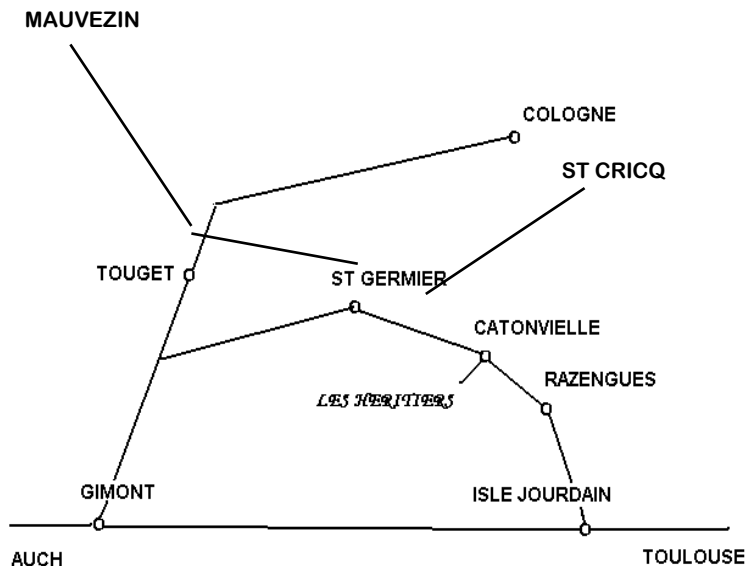 MAUVEZIN
COLOGNE
ST CRICQ
TOUGET
ST GERMIER
CATONVIELLE
RAZENGUES
LES HERITIERS
GIMONT
ISLE JOURDAIN
AUCH
TOULOUSE